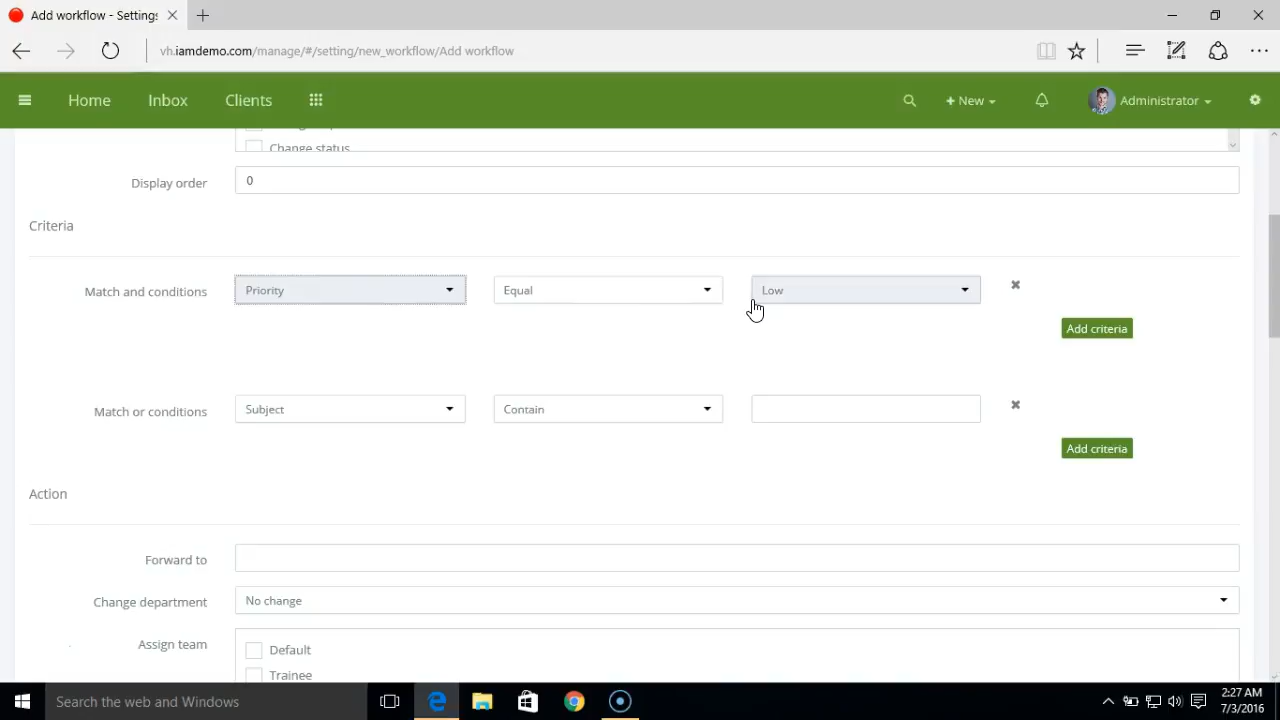 Add workflow - Settings
vh.iamdemo.com/manage/#/setting/new_workflow/Add workflow
Home Inbox Clients New Administrator
Change status
Display order 0
Criteria
Match and conditions Priority Equal Low
Add criteria
Match or conditions Subject Contain
Add criteria
Action
Forward to
Change department No change
Assign team Default
Trainee
Search the web and Windows
2:27 AM
7/3/2016